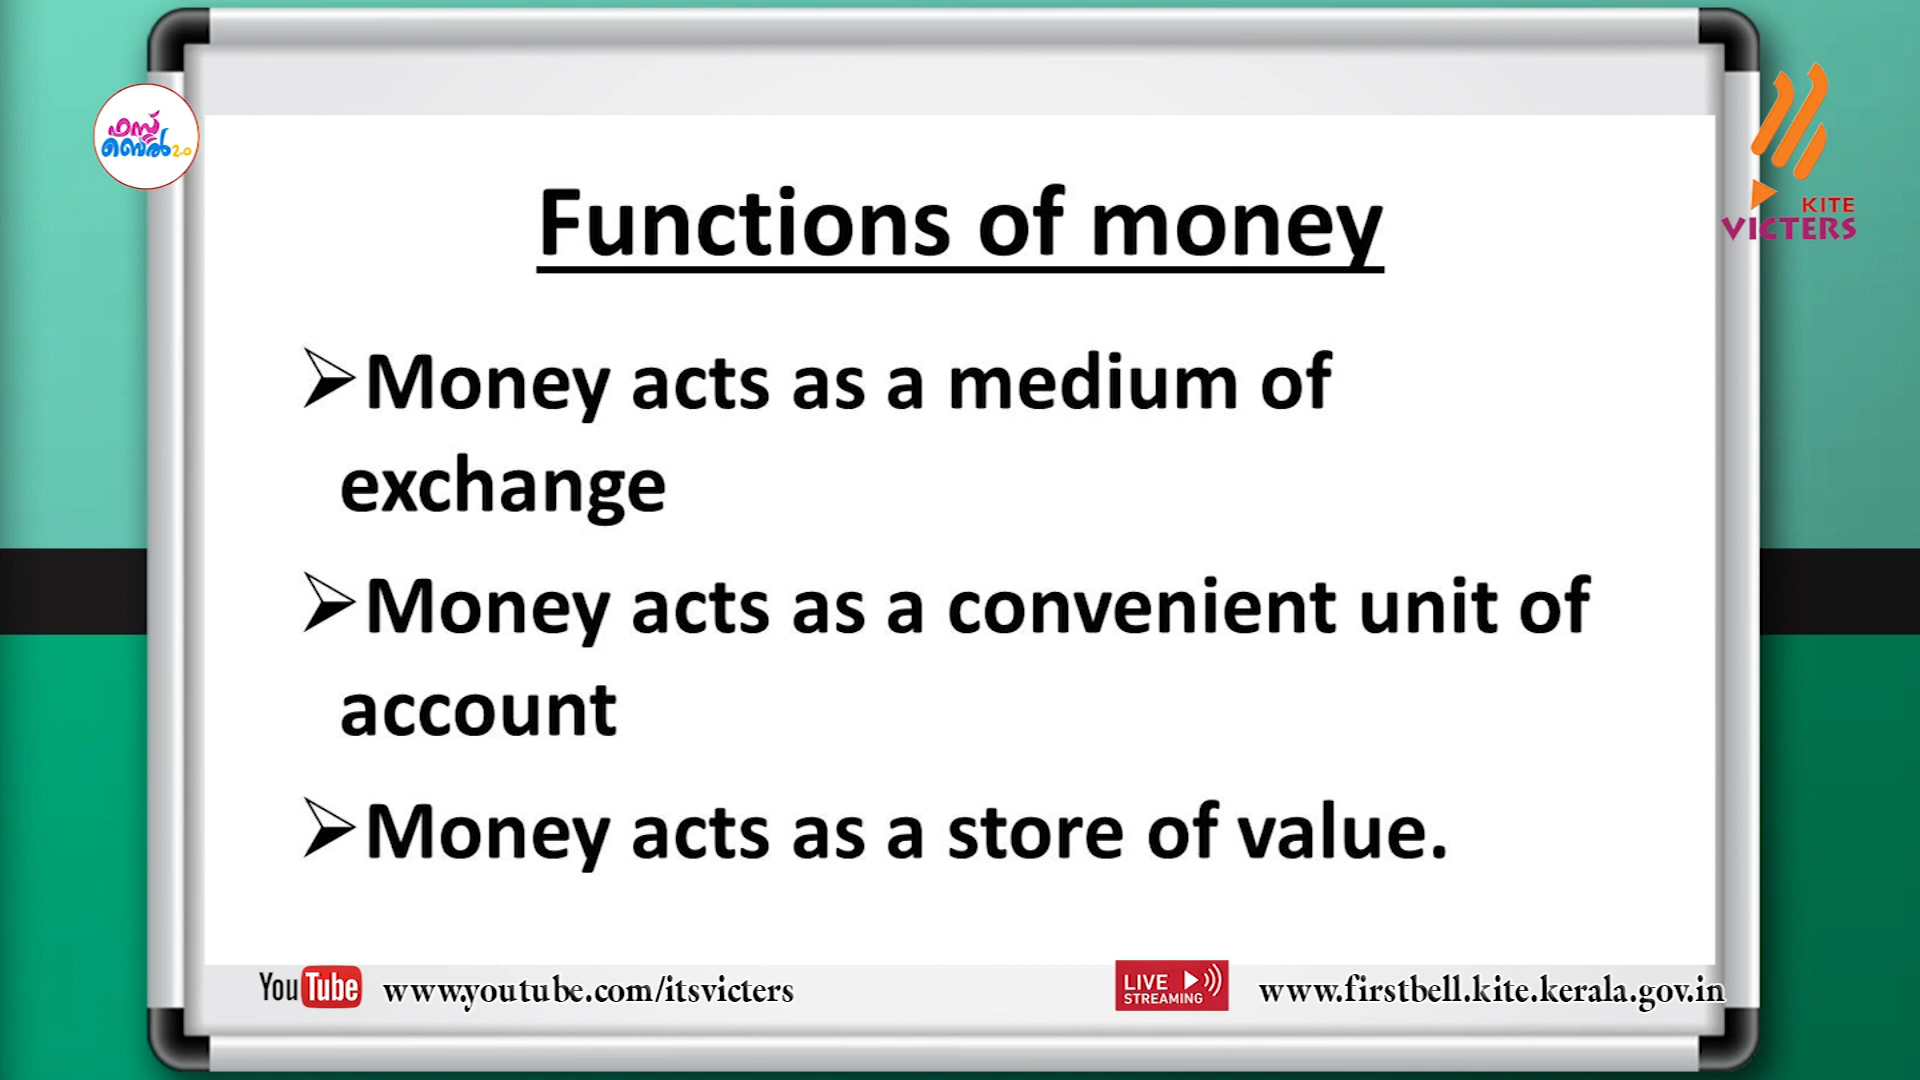 ഫസ്റ്റ്
ബെൽ 2.0
KITE
VICTERS
Functions of money
➢Money acts as a medium of
exchange
➢Money acts as a convenient unit of
account
➢Money acts as a store of value.
YouTube www.youtube.com/itsvicters
LIVE
STREAMING
www.firstbell.kite.kerala.gov.in